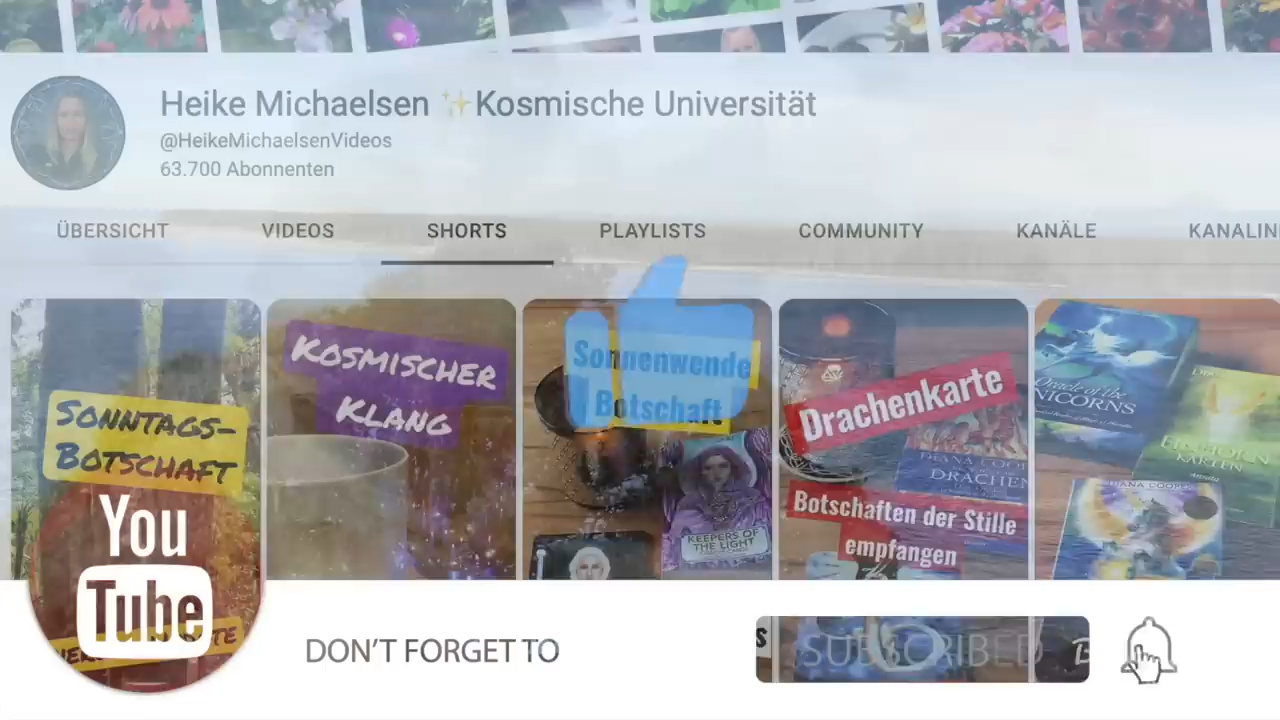 Heike Michaelsen ✨Kosmische Universität
@HeikeMichaelsenVideos
63.700 Abonnenten
ÜBERSICHT VIDEOS SHORTS PLAYLISTS COMMUNITY KANÄLE
SONNTAGS-
BOTSCHAFT
KOSMISCHER
KLANG
Sonnenwende
Botschaft
KEEPERS OF
THE LIGHT
Drachenkarte
Botschaften der Stille
empfangen
Oracle of the
UNICORNS
EINHORN
KARTEN
DIANA COOPER
You
Tube
DON'T FORGET TO
SUBSCRIBED